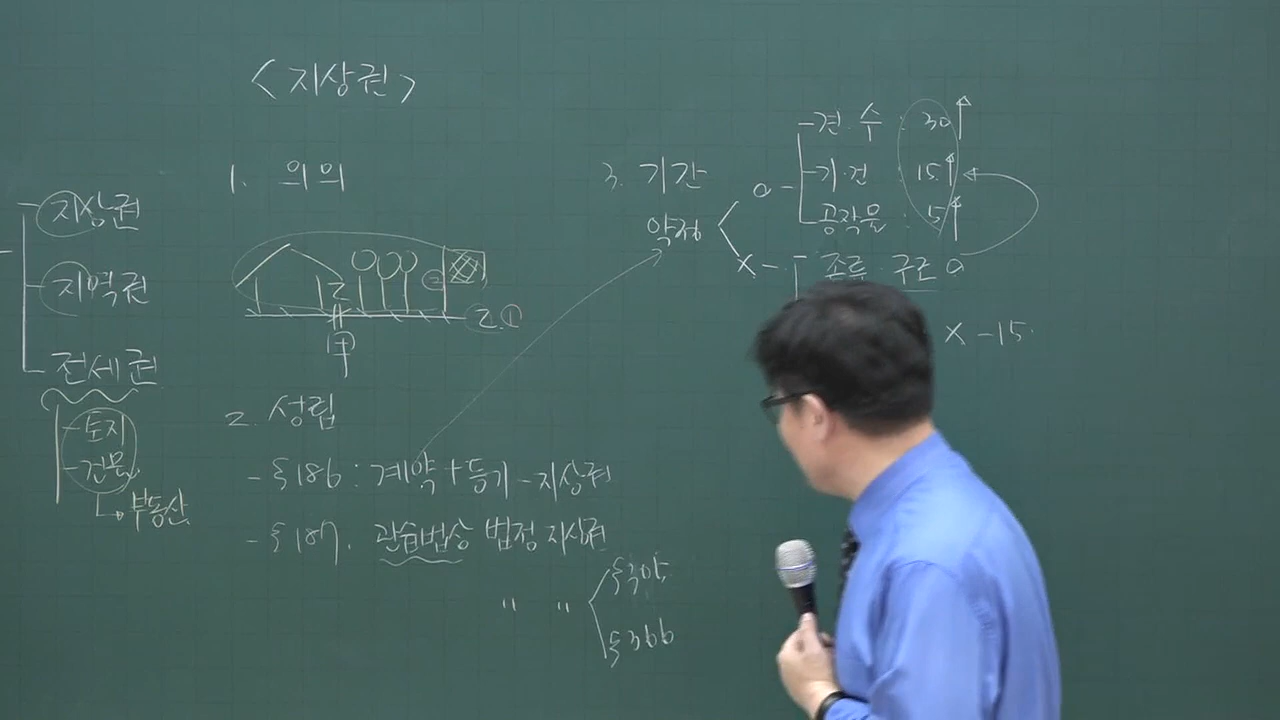 <지상권>
지상권
지역권
전세권
토지
건물
부동산
1. 의의
2.①
2. 성립
-§186 : 계약+등기-지상권
-§187. 관습법상 법정지상권
" " §305
§366
3. 기간
약정
o - 견.수 : 30↑
기.건 15↑
공작물 : 5↑
x - 종류.구조 o
x -15